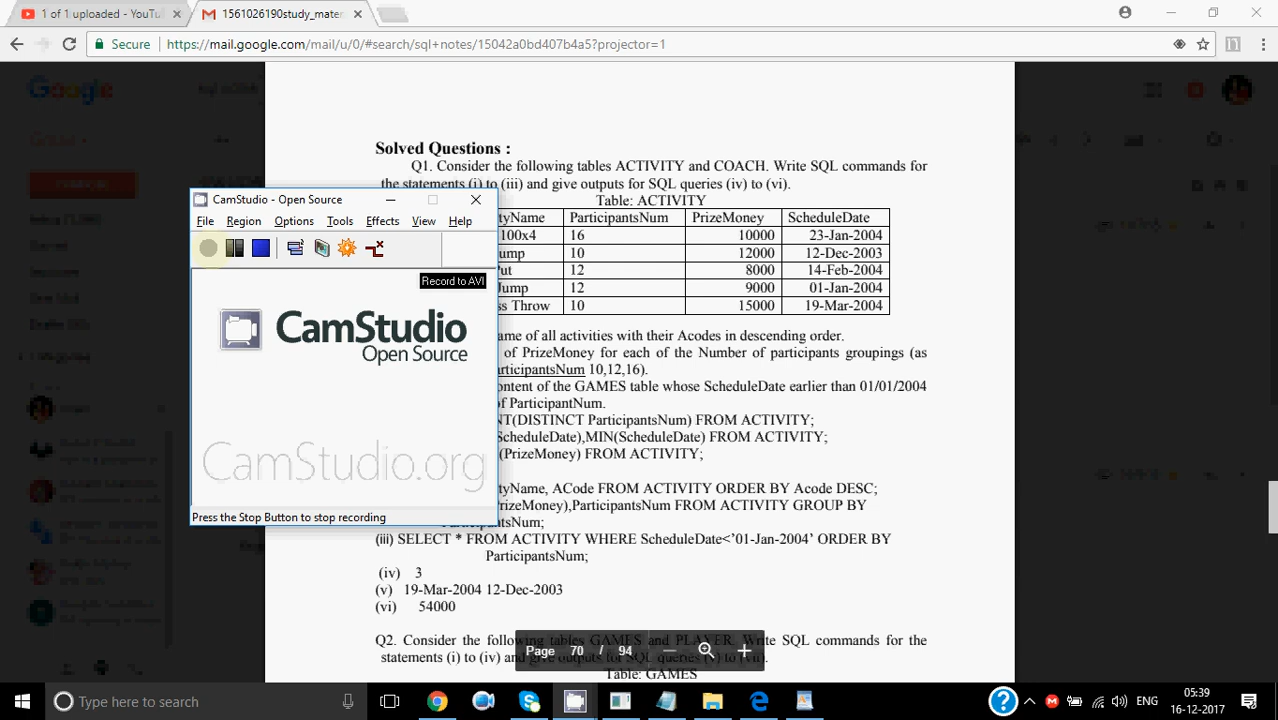 1 of 1 uploaded - YouTu
1561026190study_mate
Secure
https://mail.google.com/mail/u/0/#search/sql+notes/15042a0bd407b4a5?projector=1
Google
Solved Questions :
Q1. Consider the following tables ACTIVITY and COACH. Write SQL commands for
the statements (i) to (iii) and give outputs for SQL queries (iv) to (vi).
Table: ACTIVITY
CamStudio - Open Source
File Region Options Tools Effects View Help
Record to AVI
CamStudio
Open Source
CamStudio.org
Press the Stop Button to stop recording
tyName ParticipantsNum PrizeMoney ScheduleDate
100x4 16 10000 23-Jan-2004
ump 10 12000 12-Dec-2003
Put 12 8000 14-Feb-2004
Jump 12 9000 01-Jan-2004
ss Throw 10 15000 19-Mar-2004
ame of all activities with their Acodes in descending order.
of PrizeMoney for each of the Number of participants groupings (as
articipantsNum 10,12,16).
ontent of the GAMES table whose ScheduleDate earlier than 01/01/2004
of ParticipantNum.
NT(DISTINCT ParticipantsNum) FROM ACTIVITY;
ScheduleDate),MIN(ScheduleDate) FROM ACTIVITY;
(PrizeMoney) FROM ACTIVITY;
tyName, ACode FROM ACTIVITY ORDER BY Acode DESC;
PrizeMoney),ParticipantsNum FROM ACTIVITY GROUP BY
ParticipantsNum;
(iii) SELECT * FROM ACTIVITY WHERE ScheduleDate<’01-Jan-2004’ ORDER BY
ParticipantsNum;
(iv) 3
(v) 19-Mar-2004 12-Dec-2003
(vi) 54000
Q2. Consider the following tables GAMES and PLAYER. Write SQL commands for the
statements (i) to (iv) and give outputs for SQL queries (v) to (vii).
Page 70 / 94
Table: GAMES
Type here to search
ENG
05:39
16-12-2017